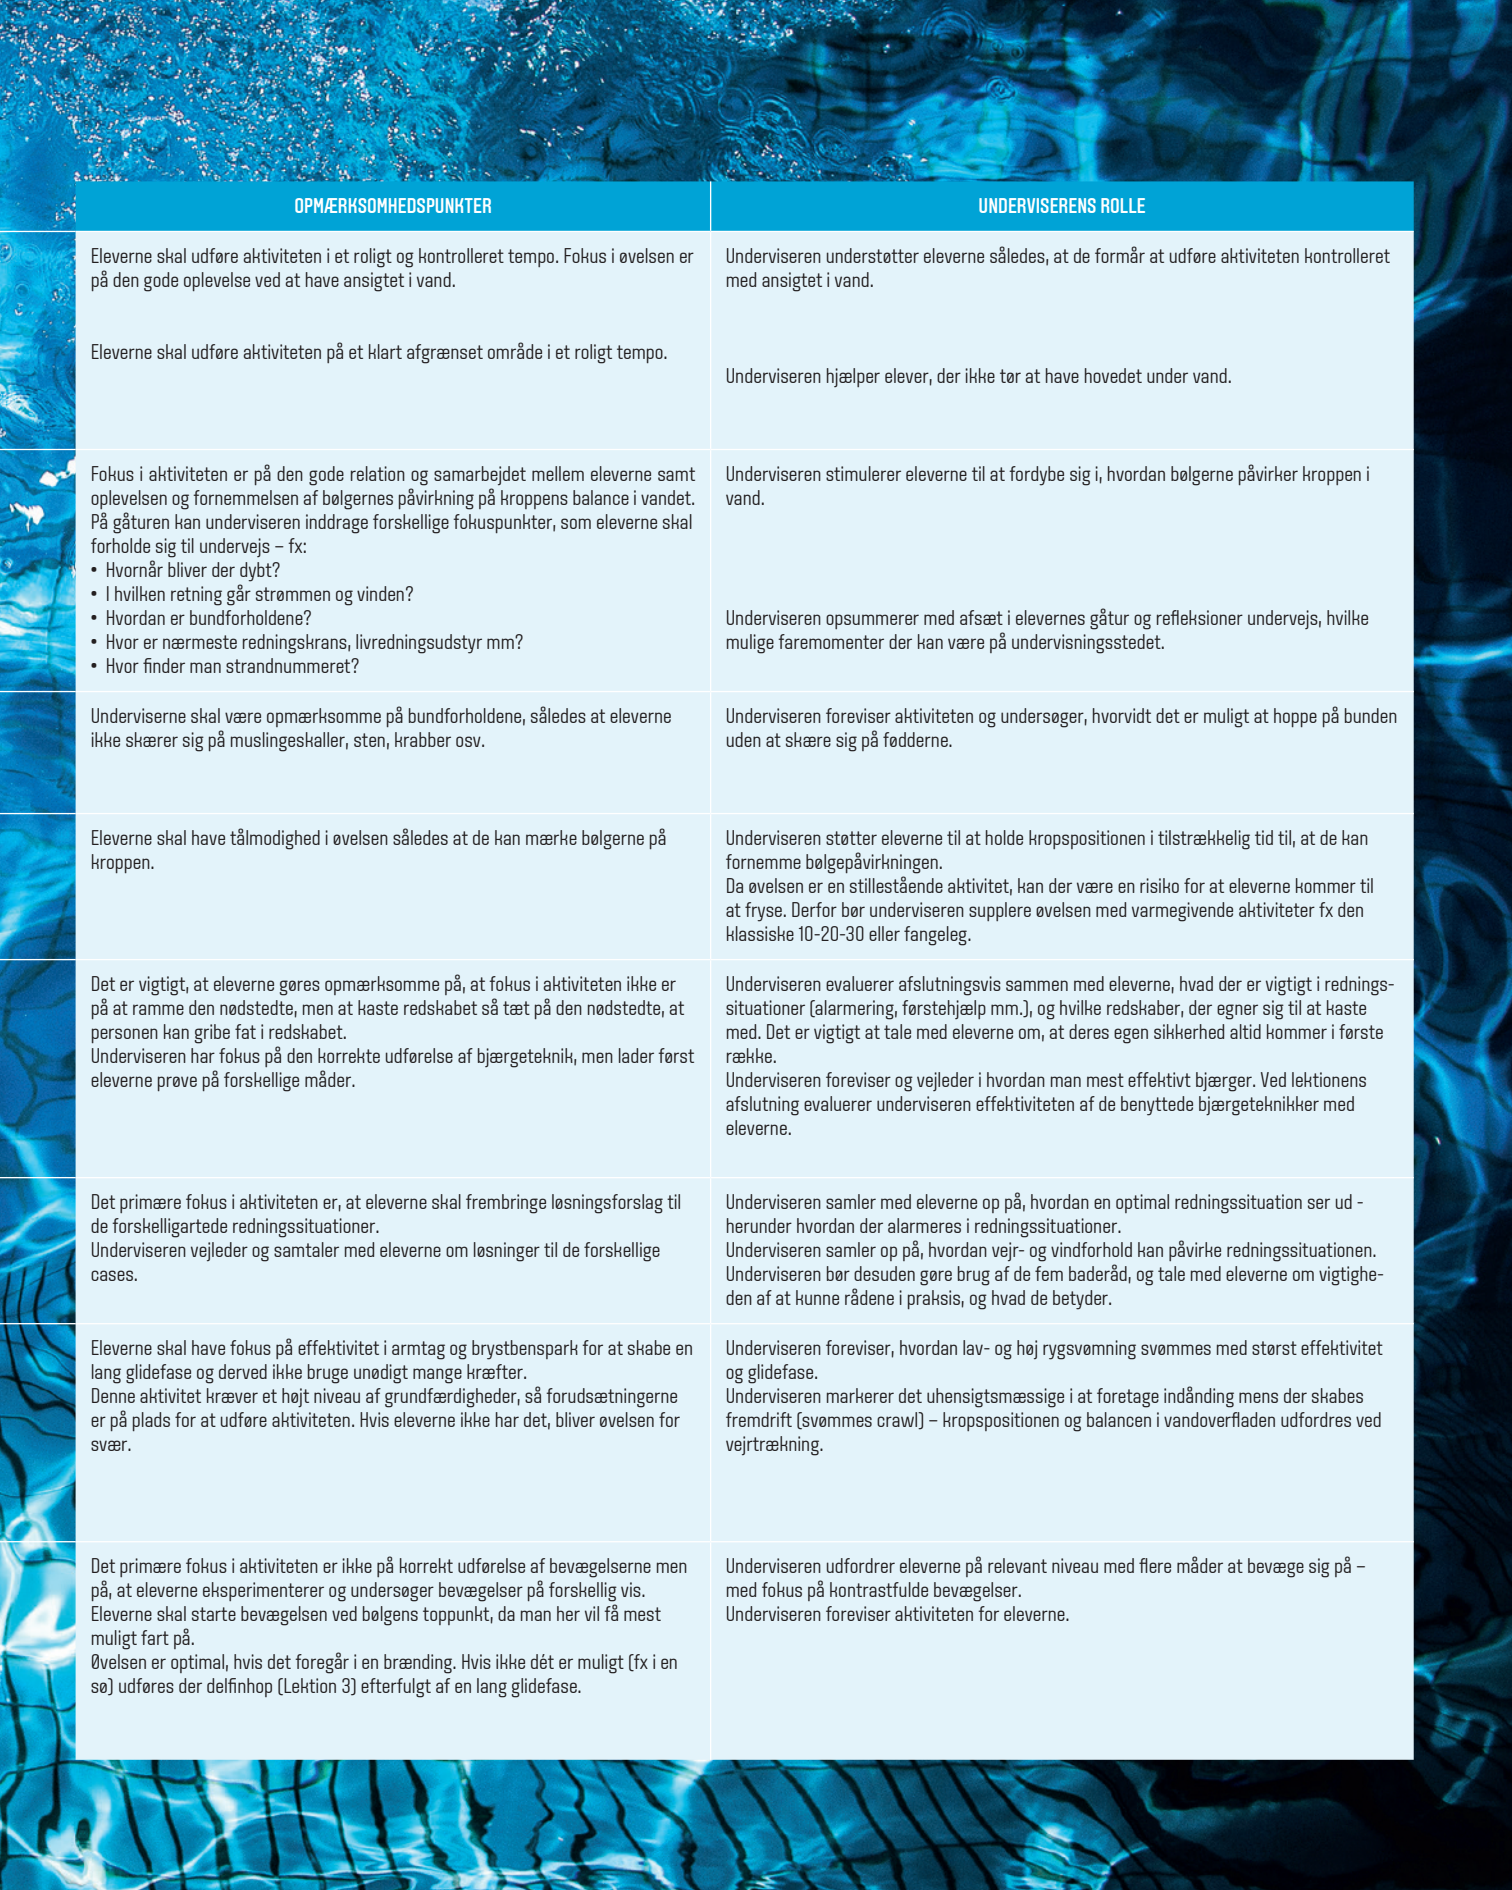 OPMÆRKSOMHEDSPUNKTER
UNDERVISERENS ROLLE
Eleverne skal udføre aktiviteten i et roligt og kontrolleret tempo. Fokus i øvelsen er
på den gode oplevelse ved at have ansigtet i vand.
Eleverne skal udføre aktiviteten på et klart afgrænset område i et roligt tempo.
Underviseren understøtter eleverne således, at de formår at udføre aktiviteten kontrolleret
med ansigtet i vand.
Underviseren hjælper elever, der ikke tør at have hovedet under vand.
Fokus i aktiviteten er på den gode relation og samarbejdet mellem eleverne samt
oplevelsen og fornemmelsen af bølgernes påvirkning på kroppens balance i vandet.
På gåturen kan underviseren inddrage forskellige fokuspunkter, som eleverne skal
forholde sig til undervejs – fx:
• Hvornår bliver der dybt?
• I hvilken retning går strømmen og vinden?
• Hvordan er bundforholdene?
• Hvor er nærmeste redningskrans, livredningsudstyr mm?
• Hvor finder man strandnummeret?
Underviseren stimulerer eleverne til at fordybe sig i, hvordan bølgerne påvirker kroppen i
vand.
Underviseren opsummerer med afsæt i elevernes gåtur og refleksioner undervejs, hvilke
mulige faremomenter der kan være på undervisningsstedet.
Underviserne skal være opmærksomme på bundforholdene, således at eleverne
ikke skærer sig på muslingeskaller, sten, krabber osv.
Underviseren foreviser aktiviteten og undersøger, hvorvidt det er muligt at hoppe på bunden
uden at skære sig på fødderne.
Eleverne skal have tålmodighed i øvelsen således at de kan mærke bølgerne på
kroppen.
Underviseren støtter eleverne til at holde kropspositionen i tilstrækkelig tid til, at de kan
fornemme bølgepåvirkningen.
Da øvelsen er en stillestående aktivitet, kan der være en risiko for at eleverne kommer til
at fryse. Derfor bør underviseren supplere øvelsen med varmegivende aktiviteter fx den
klassiske 10-20-30 eller fangeleg.
Det er vigtigt, at eleverne gøres opmærksomme på, at fokus i aktiviteten ikke er
på at ramme den nødstedte, men at kaste redskabet så tæt på den nødstedte, at
personen kan gribe fat i redskabet.
Underviseren har fokus på den korrekte udførelse af bjærgeteknik, men lader først
eleverne prøve på forskellige måder.
Underviseren evaluerer afslutningsvis sammen med eleverne, hvad der er vigtigt i rednings-
situationer (alarmering, førstehjælp mm.), og hvilke redskaber, der egner sig til at kaste
med. Det er vigtigt at tale med eleverne om, at deres egen sikkerhed altid kommer i første
række.
Underviseren foreviser og vejleder i hvordan man mest effektivt bjærger. Ved lektionens
afslutning evaluerer underviseren effektiviteten af de benyttede bjærgeteknikker med
eleverne.
Det primære fokus i aktiviteten er, at eleverne skal frembringe løsningsforslag til
de forskelligartede redningssituationer.
Underviseren vejleder og samtaler med eleverne om løsninger til de forskellige
cases.
Underviseren samler med eleverne op på, hvordan en optimal redningssituation ser ud -
herunder hvordan der alarmeres i redningssituationer.
Underviseren samler op på, hvordan vejr- og vindforhold kan påvirke redningssituationen.
Underviseren bør desuden gøre brug af de fem baderåd, og tale med eleverne om vigtighe-
den af at kunne rådene i praksis, og hvad de betyder.
Eleverne skal have fokus på effektivitet i armtag og brystbenspark for at skabe en
lang glidefase og derved ikke bruge unødigt mange kræfter.
Denne aktivitet kræver et højt niveau af grundfærdigheder, så forudsætningerne
er på plads for at udføre aktiviteten. Hvis eleverne ikke har det, bliver øvelsen for
svær.
Underviseren foreviser, hvordan lav- og høj rygsvømning svømmes med størst effektivitet
og glidefase.
Underviseren markerer det uhensigtsmæssige i at foretage indånding mens der skabes
fremdrift (svømmes crawl) – kropspositionen og balancen i vandoverfladen udfordres ved
vejrtrækning.
Det primære fokus i aktiviteten er ikke på korrekt udførelse af bevægelserne men
på, at eleverne eksperimenterer og undersøger bevægelser på forskellig vis.
Eleverne skal starte bevægelsen ved bølgens toppunkt, da man her vil få mest
muligt fart på.
Øvelsen er optimal, hvis det foregår i en brænding. Hvis ikke dét er muligt (fx i en
sø) udføres der delfinhop (Lektion 3) efterfulgt af en lang glidefase.
Underviseren udfordrer eleverne på relevant niveau med flere måder at bevæge sig på –
med fokus på kontrastfulde bevægelser.
Underviseren foreviser aktiviteten for eleverne.